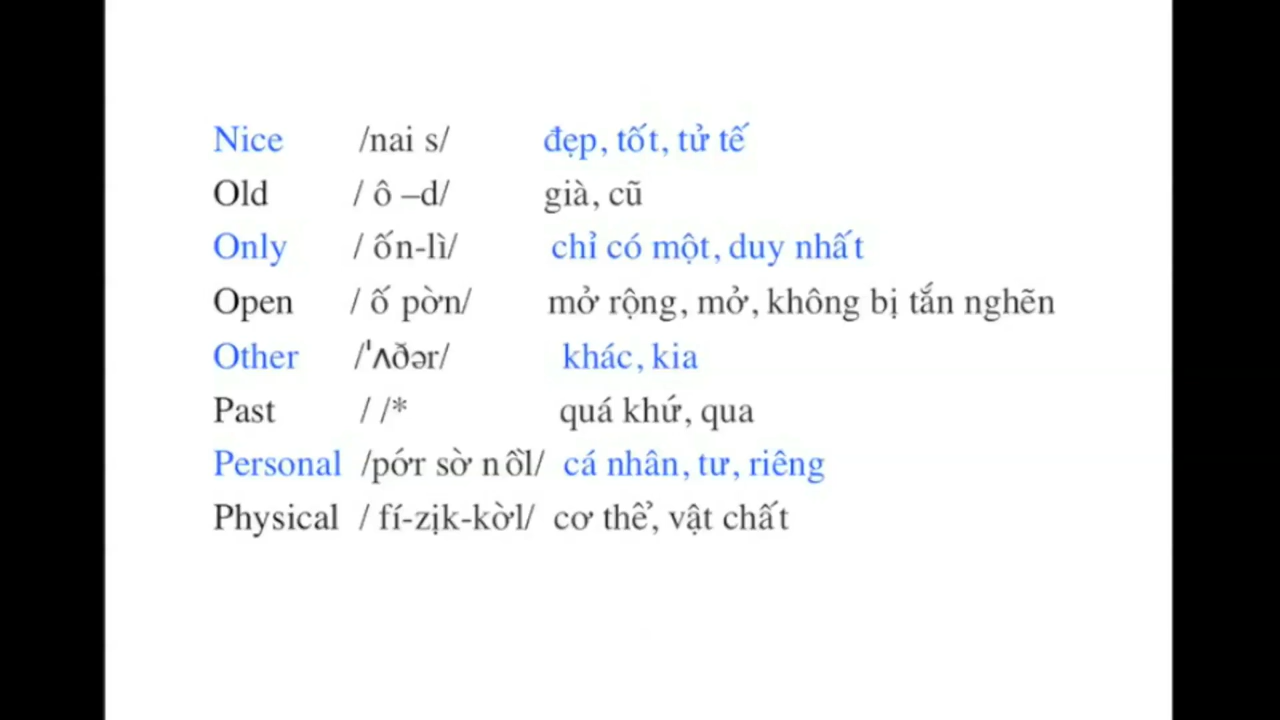 Nice /nai s/ đẹp, tốt, tử tế
Old / ô –d/ già, cũ
Only / ốn-lì/ chỉ có một, duy nhất
Open / ố pờn/ mở rộng, mở, không bị tắn nghẽn
Other /ˈʌðər/ khác, kia
Past / /* quá khứ, qua
Personal /pớr sờ nồl/ cá nhân, tư, riêng
Physical / fí-zịk-kờl/ cơ thể, vật chất